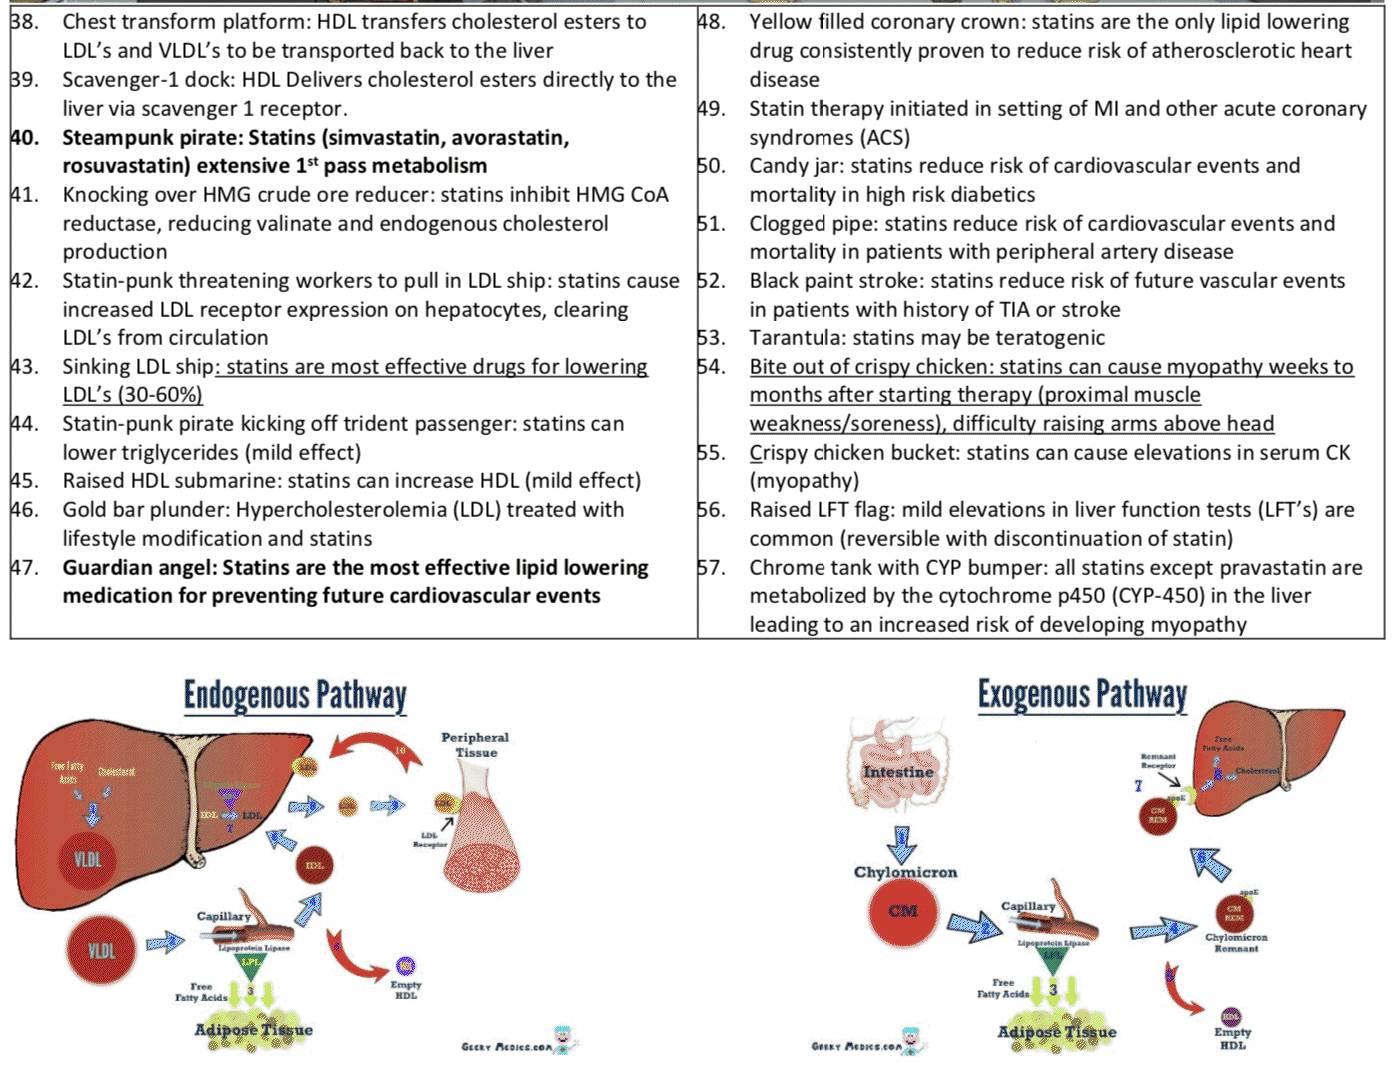 38. Chest transform platform: HDL transfers cholesterol esters to
LDL's and VLDL's to be transported back to the liver
39. Scavenger-1 dock: HDL Delivers cholesterol esters directly to the
liver via scavenger 1 receptor.
40. Steampunk pirate: Statins (simvastatin, avorastatin,
rosuvastatin) extensive 1st pass metabolism
41. Knocking over HMG crude ore reducer: statins inhibit HMG CoA
reductase, reducing valinate and endogenous cholesterol
production
42. Statin-punk threatening workers to pull in LDL ship: statins cause
increased LDL receptor expression on hepatocytes, clearing
LDL's from circulation
43. Sinking LDL ship: statins are most effective drugs for lowering
LDL's (30-60%)
44. Statin-punk pirate kicking off trident passenger: statins can
lower triglycerides (mild effect)
45. Raised HDL submarine: statins can increase HDL (mild effect)
46. Gold bar plunder: Hypercholesterolemia (LDL) treated with
lifestyle modification and statins
47. Guardian angel: Statins are the most effective lipid lowering
medication for preventing future cardiovascular events
48. Yellow filled coronary crown: statins are the only lipid lowering
drug consistently proven to reduce risk of atherosclerotic heart
disease
49. Statin therapy initiated in setting of MI and other acute coronary
syndromes (ACS)
50. Candy jar: statins reduce risk of cardiovascular events and
mortality in high risk diabetics
51. Clogged pipe: statins reduce risk of cardiovascular events and
mortality in patients with peripheral artery disease
52. Black paint stroke: statins reduce risk of future vascular events
in patients with history of TIA or stroke
53. Tarantula: statins may be teratogenic
54. Bite out of crispy chicken: statins can cause myopathy weeks to
months after starting therapy (proximal muscle
weakness/soreness), difficulty raising arms above head
55. Crispy chicken bucket: statins can cause elevations in serum CK
(myopathy)
56. Raised LFT flag: mild elevations in liver function tests (LFT's) are
common (reversible with discontinuation of statin)
57. Chrome tank with CYP bumper: all statins except pravastatin are
metabolized by the cytochrome p450 (CYP-450) in the liver
leading to an increased risk of developing myopathy
Endogenous Pathway
Free Fatty
Acids
Cholesterol
1
VLDL
IDL
LDL
7
LDL
8
LDL
9
10
Peripheral
Tissue
LDL
LDL
Receptor
6
IDL
VLDL
2
Capillary
Lipoprotein Lipase
LPL
4
3
Free
Fatty Acids
Adipose Tissue
Empty
HDL
Geeky Medics.com
Exogenous Pathway
Intestine
1
Chylomicron
CM
2
Capillary
Lipoprotein Lipase
LPL
3
Free
Fatty Acids
Adipose Tissue
4
apoE
CM
REM
Chylomicron
Remnant
5
HDL
Empty
HDL
6
7
Remnant
Receptor
apoE
CM
REM
Free
Fatty Acids
8
Cholesterol
Geeky Medics.com